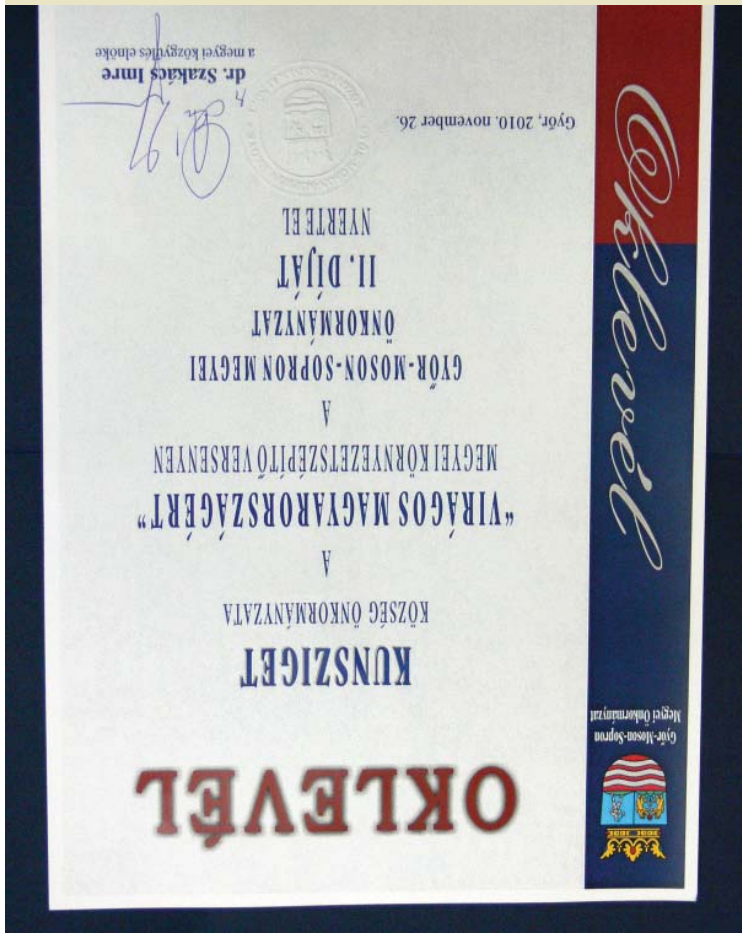 Győr-Moson-Sopron
Megyei Önkormányzat
Oklevél
OKLEVÉL
KUNSZIGET
KÖZSÉG ÖNKORMÁNYZATA
A
"VIRÁGOS MAGYARORSZÁGÉRT"
MEGYEI KÖRNYEZETSZÉPÍTŐ VERSENYEN
A
GYŐR-MOSON-SOPRON MEGYEI
ÖNKORMÁNYZAT
II. DÍJÁT
NYERTE EL
Győr, 2010. november 26.
dr. Szakács Imre
a megyei közgyűlés elnöke